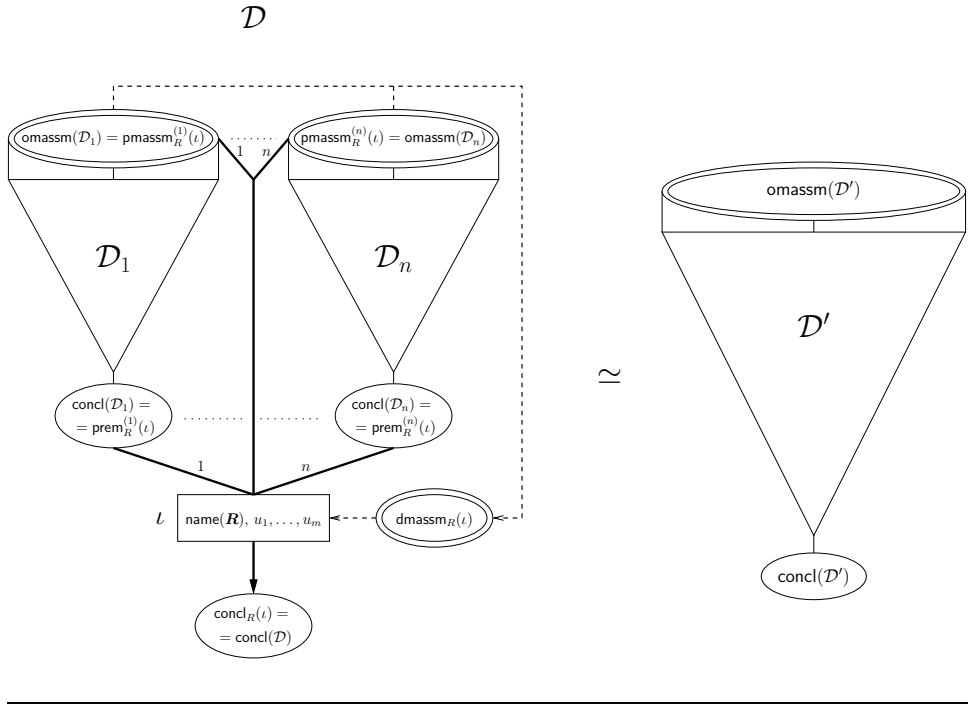 𝒟
omassm(𝒟₁) = pmassm_R^{(1)}(ι) ......... pmassm_R^{(n)}(ι) = omassm(𝒟ₙ)
1 n
omassm(𝒟′)
𝒟₁ 𝒟ₙ
𝒟′
≃
concl(𝒟₁) = concl(𝒟ₙ) =
= prem_R^{(1)}(ι) ......... = prem_R^{(n)}(ι)
1 n
ι name(𝑹), u₁, . . . , uₘ dmassm_R(ι)
concl(𝒟′)
concl_R(ι) =
= concl(𝒟)